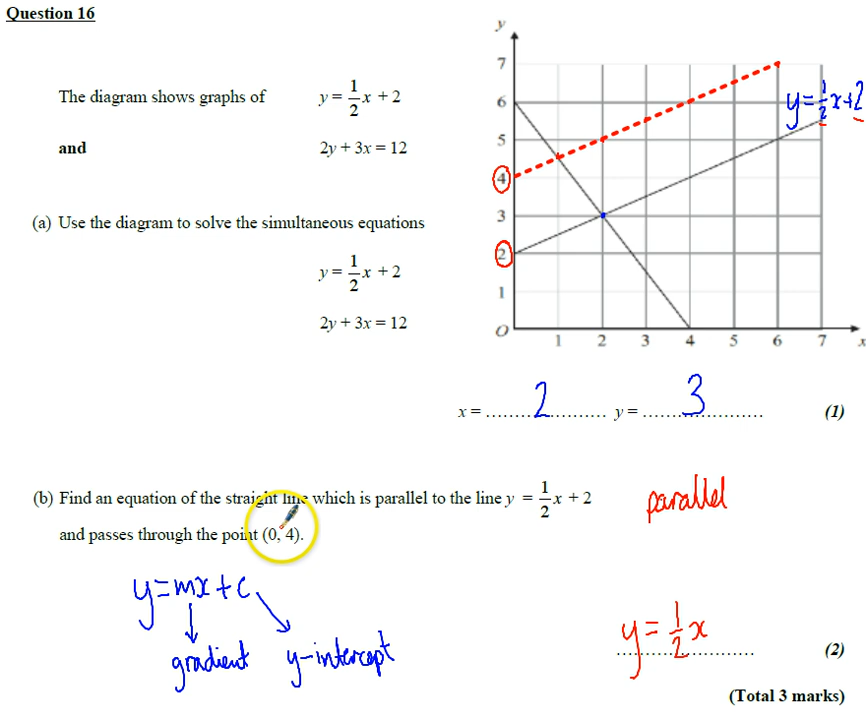 Question 16
The diagram shows graphs of y = 1/2 x + 2
and 2y + 3x = 12
(a) Use the diagram to solve the simultaneous equations
y = 1/2 x + 2
2y + 3x = 12
y
7
6
5
4
3
2
1
O 1 2 3 4 5 6 7 x
y=1/2x+2
x = ........2........... y = .......3............... (1)
(b) Find an equation of the straight line which is parallel to the line y = 1/2 x + 2
and passes through the point (0, 4).
parallel
y=mx+c
gradient y-intercept
y = 1/2 x
(2)
(Total 3 marks)